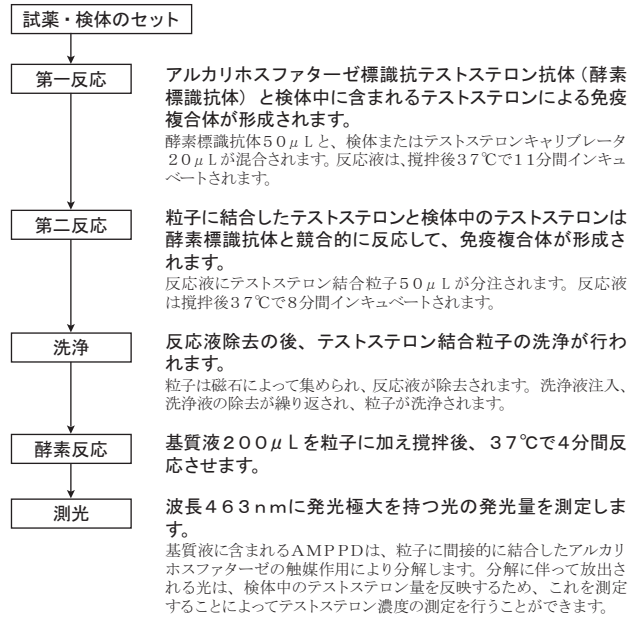 試薬・検体のセット
第一反応
アルカリホスファターゼ標識抗テストステロン抗体(酵素
標識抗体)と検体中に含まれるテストステロンによる免疫
複合体が形成されます。
酵素標識抗体50μLと、検体またはテストステロンキャリブレータ
20μLが混合されます。反応液は、撹拌後37℃で11分間インキュ
ベートされます。
第二反応
粒子に結合したテストステロンと検体中のテストステロンは
酵素標識抗体と競合的に反応して、免疫複合体が形成さ
れます。
反応液にテストステロン結合粒子50μLが分注されます。反応液
は撹拌後37℃で8分間インキュベートされます。
洗浄
反応液除去の後、テストステロン結合粒子の洗浄が行わ
れます。
粒子は磁石によって集められ、反応液が除去されます。洗浄液注入、
洗浄液の除去が繰り返され、粒子が洗浄されます。
酵素反応
基質液200μLを粒子に加え撹拌後、37℃で4分間反
応させます。
測光
波長463nmに発光極大を持つ光の発光量を測定しま
す。
基質液に含まれるAMPPDは、粒子に間接的に結合したアルカリ
ホスファターゼの触媒作用により分解します。分解に伴って放出さ
れる光は、検体中のテストステロン量を反映するため、これを測定
することによってテストステロン濃度の測定を行うことができます。